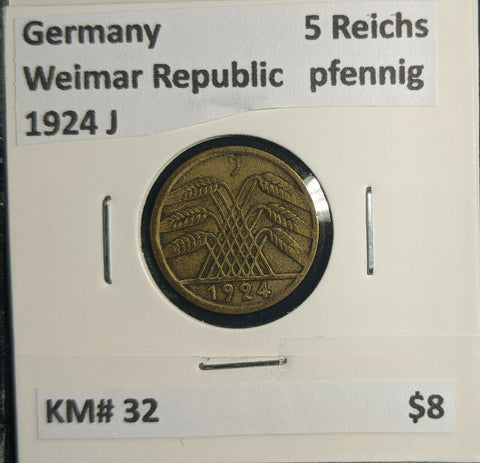 Germany 5 Reichs
Weimar Republic pfennig
1924 J
J
1924
KM# 32 $8